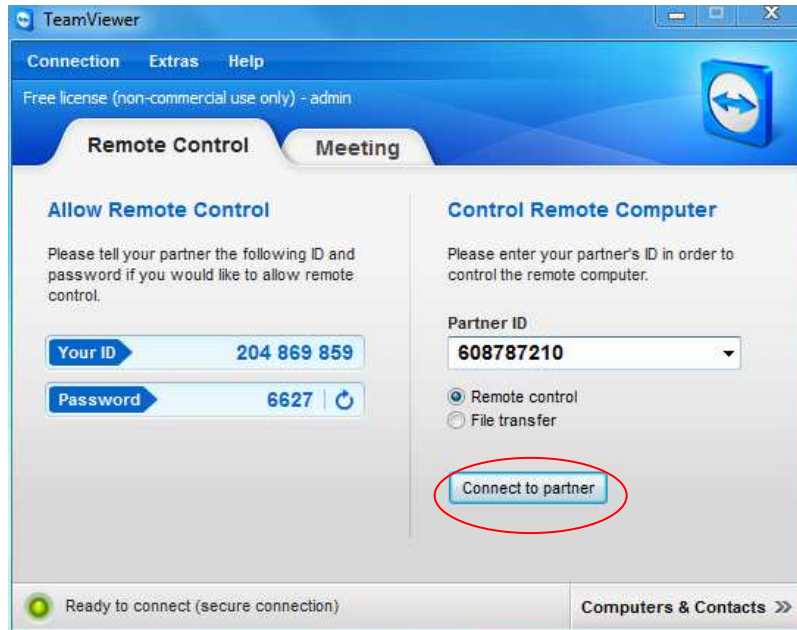 TeamViewer
Connection Extras Help
Free license (non-commercial use only) - admin
Remote Control Meeting
Allow Remote Control
Please tell your partner the following ID and
password if you would like to allow remote
control.
Your ID 204 869 859
Password 6627
Control Remote Computer
Please enter your partner's ID in order to
control the remote computer.
Partner ID
608787210
Remote control
File transfer
Connect to partner
Ready to connect (secure connection)
Computers & Contacts >>